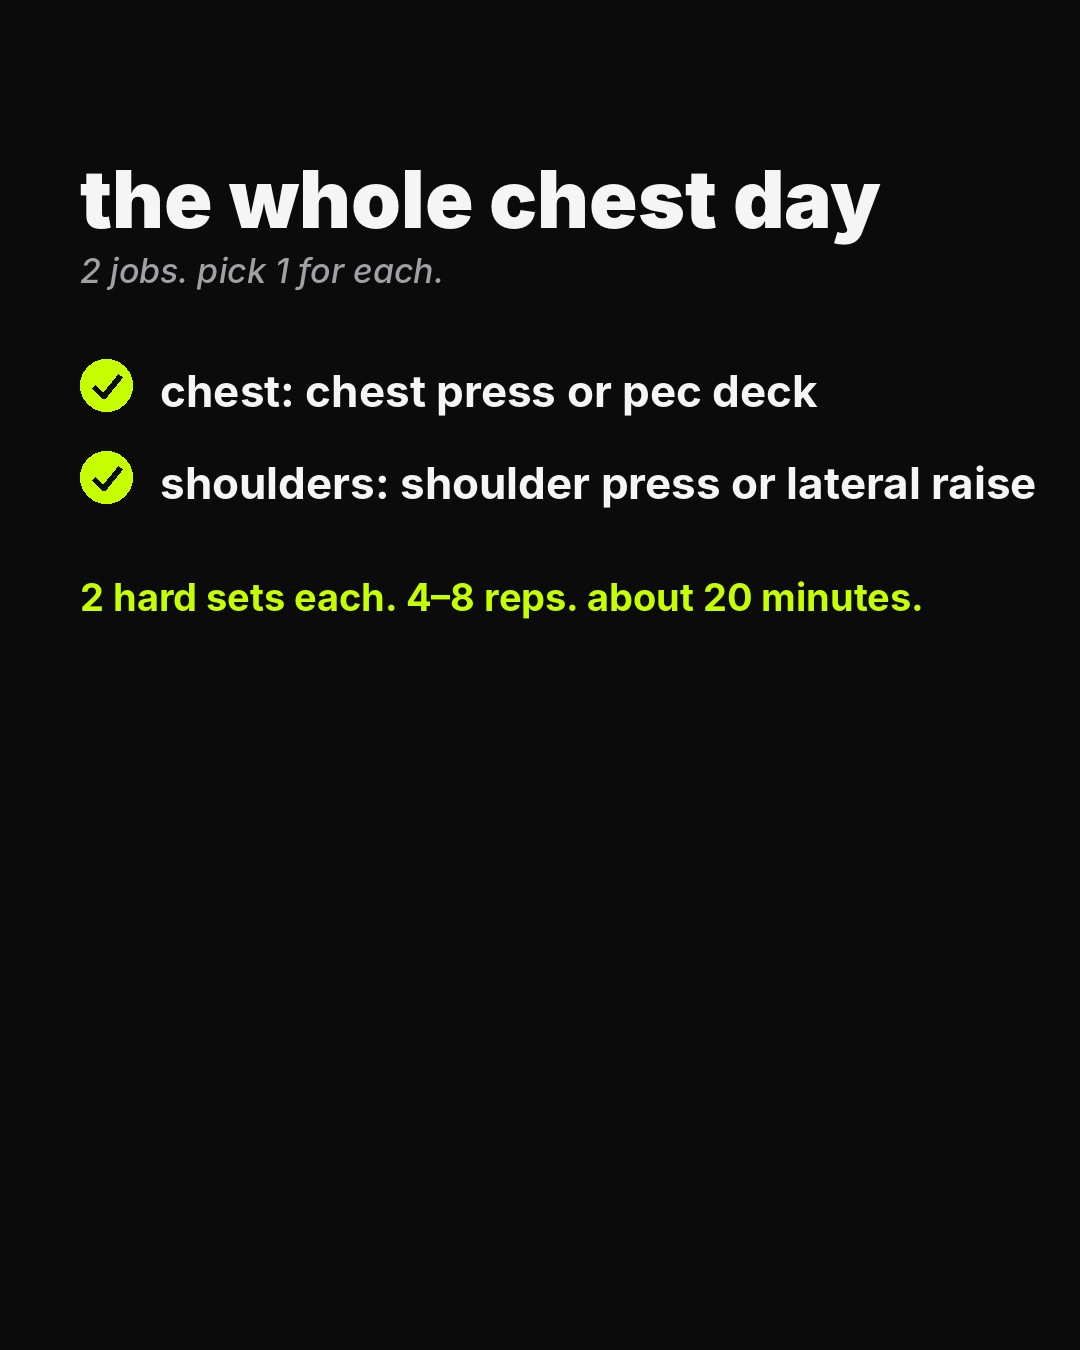 the whole chest day
2 jobs. pick 1 for each.
chest: chest press or pec deck
shoulders: shoulder press or lateral raise
2 hard sets each. 4–8 reps. about 20 minutes.